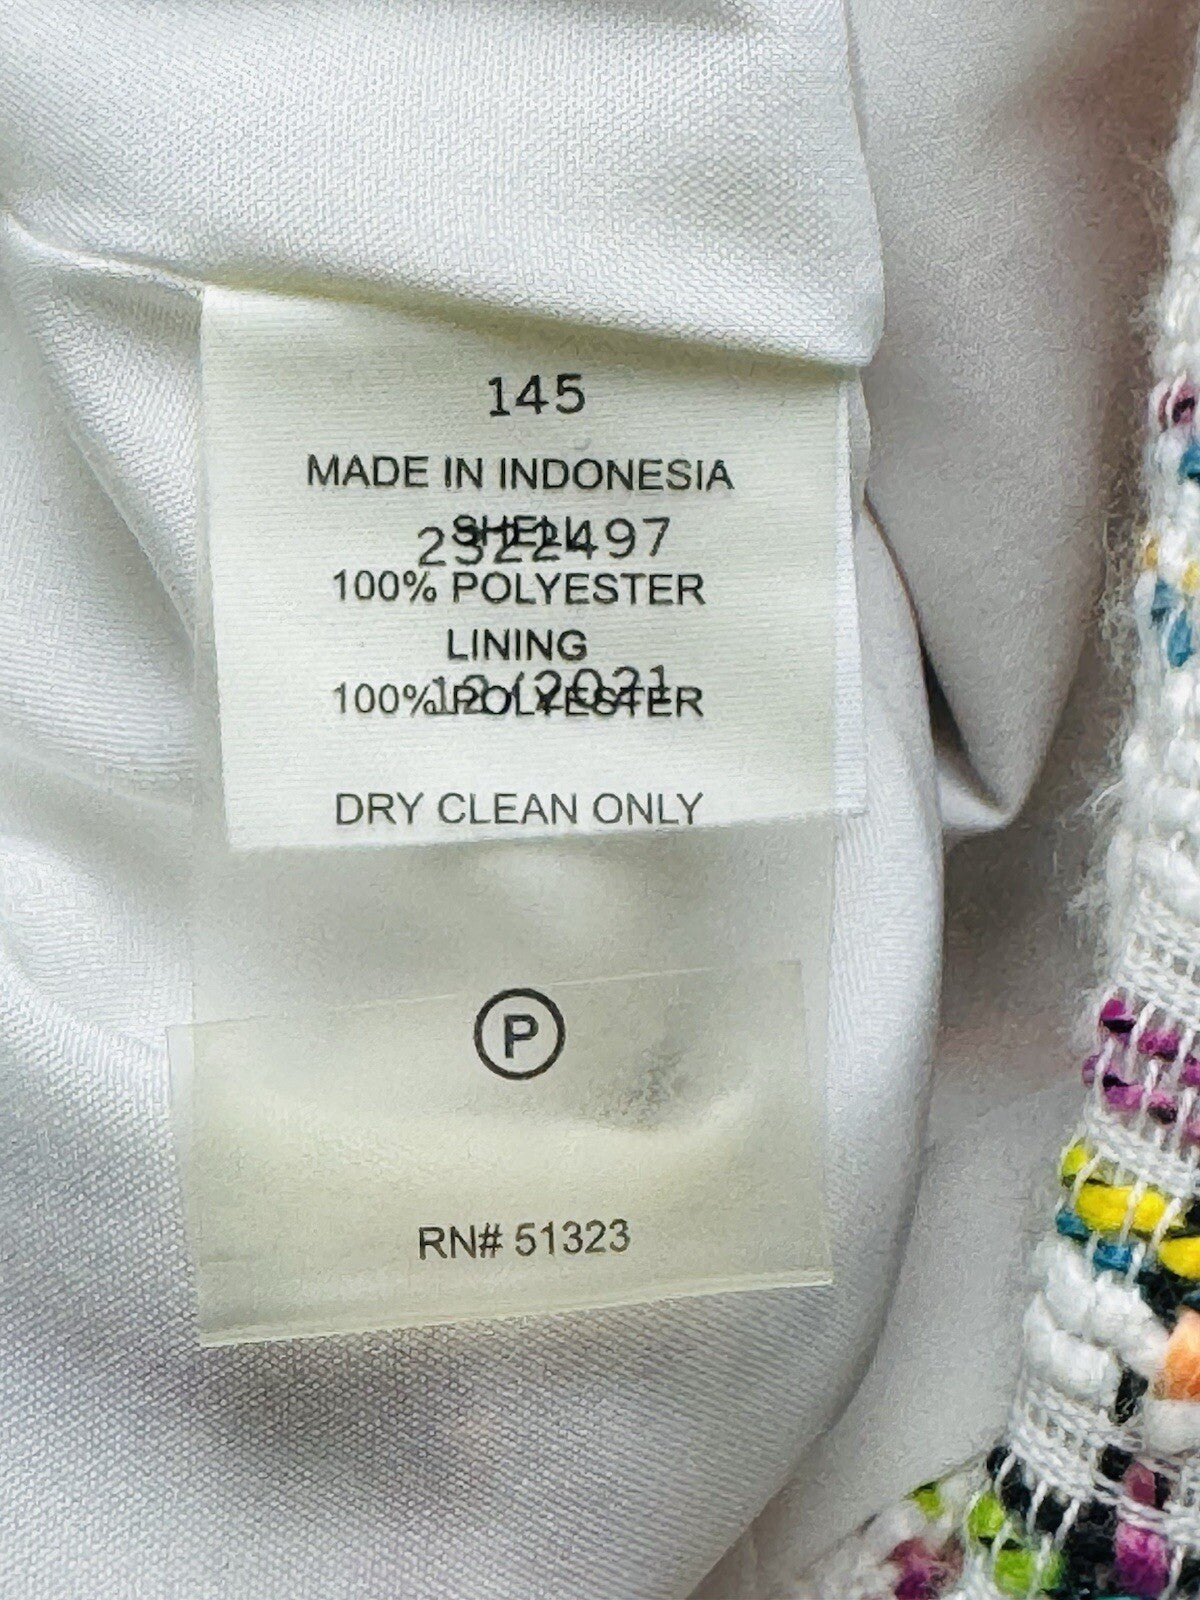 145
MADE IN INDONESIA
SHELL
2322497
100% POLYESTER
LINING
12/2021
100% POLYESTER
DRY CLEAN ONLY
P
RN# 51323